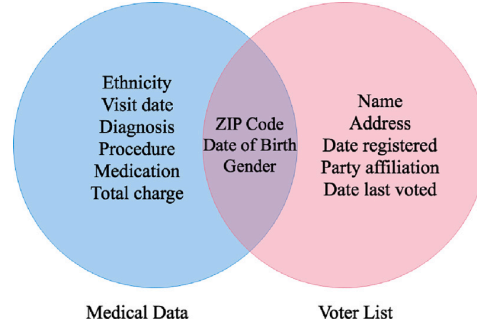 Ethnicity
Visit date
Diagnosis
Procedure
Medication
Total charge
ZIP Code
Date of Birth
Gender
Name
Address
Date registered
Party affiliation
Date last voted
Medical Data
Voter List